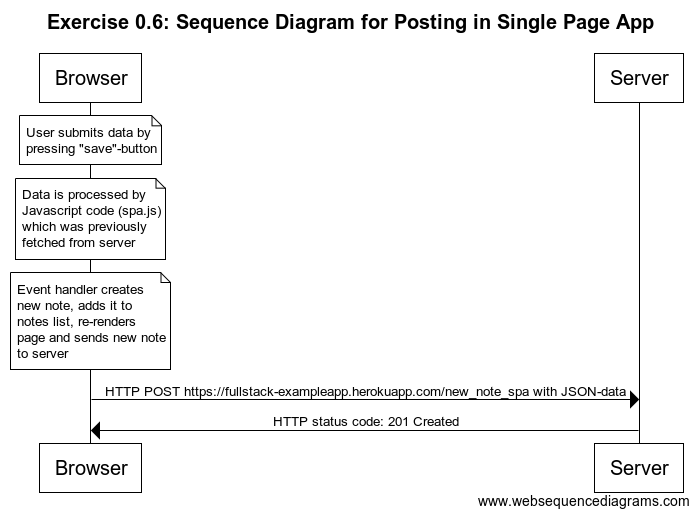 Exercise 0.6: Sequence Diagram for Posting in Single Page App
Browser
Server
User submits data by
pressing "save"-button
Data is processed by
Javascript code (spa.js)
which was previously
fetched from server
Event handler creates
new note, adds it to
notes list, re-renders
page and sends new note
to server
HTTP POST https://fullstack-exampleapp.herokuapp.com/new_note_spa with JSON-data
HTTP status code: 201 Created
Browser
Server
www.websequencediagrams.com